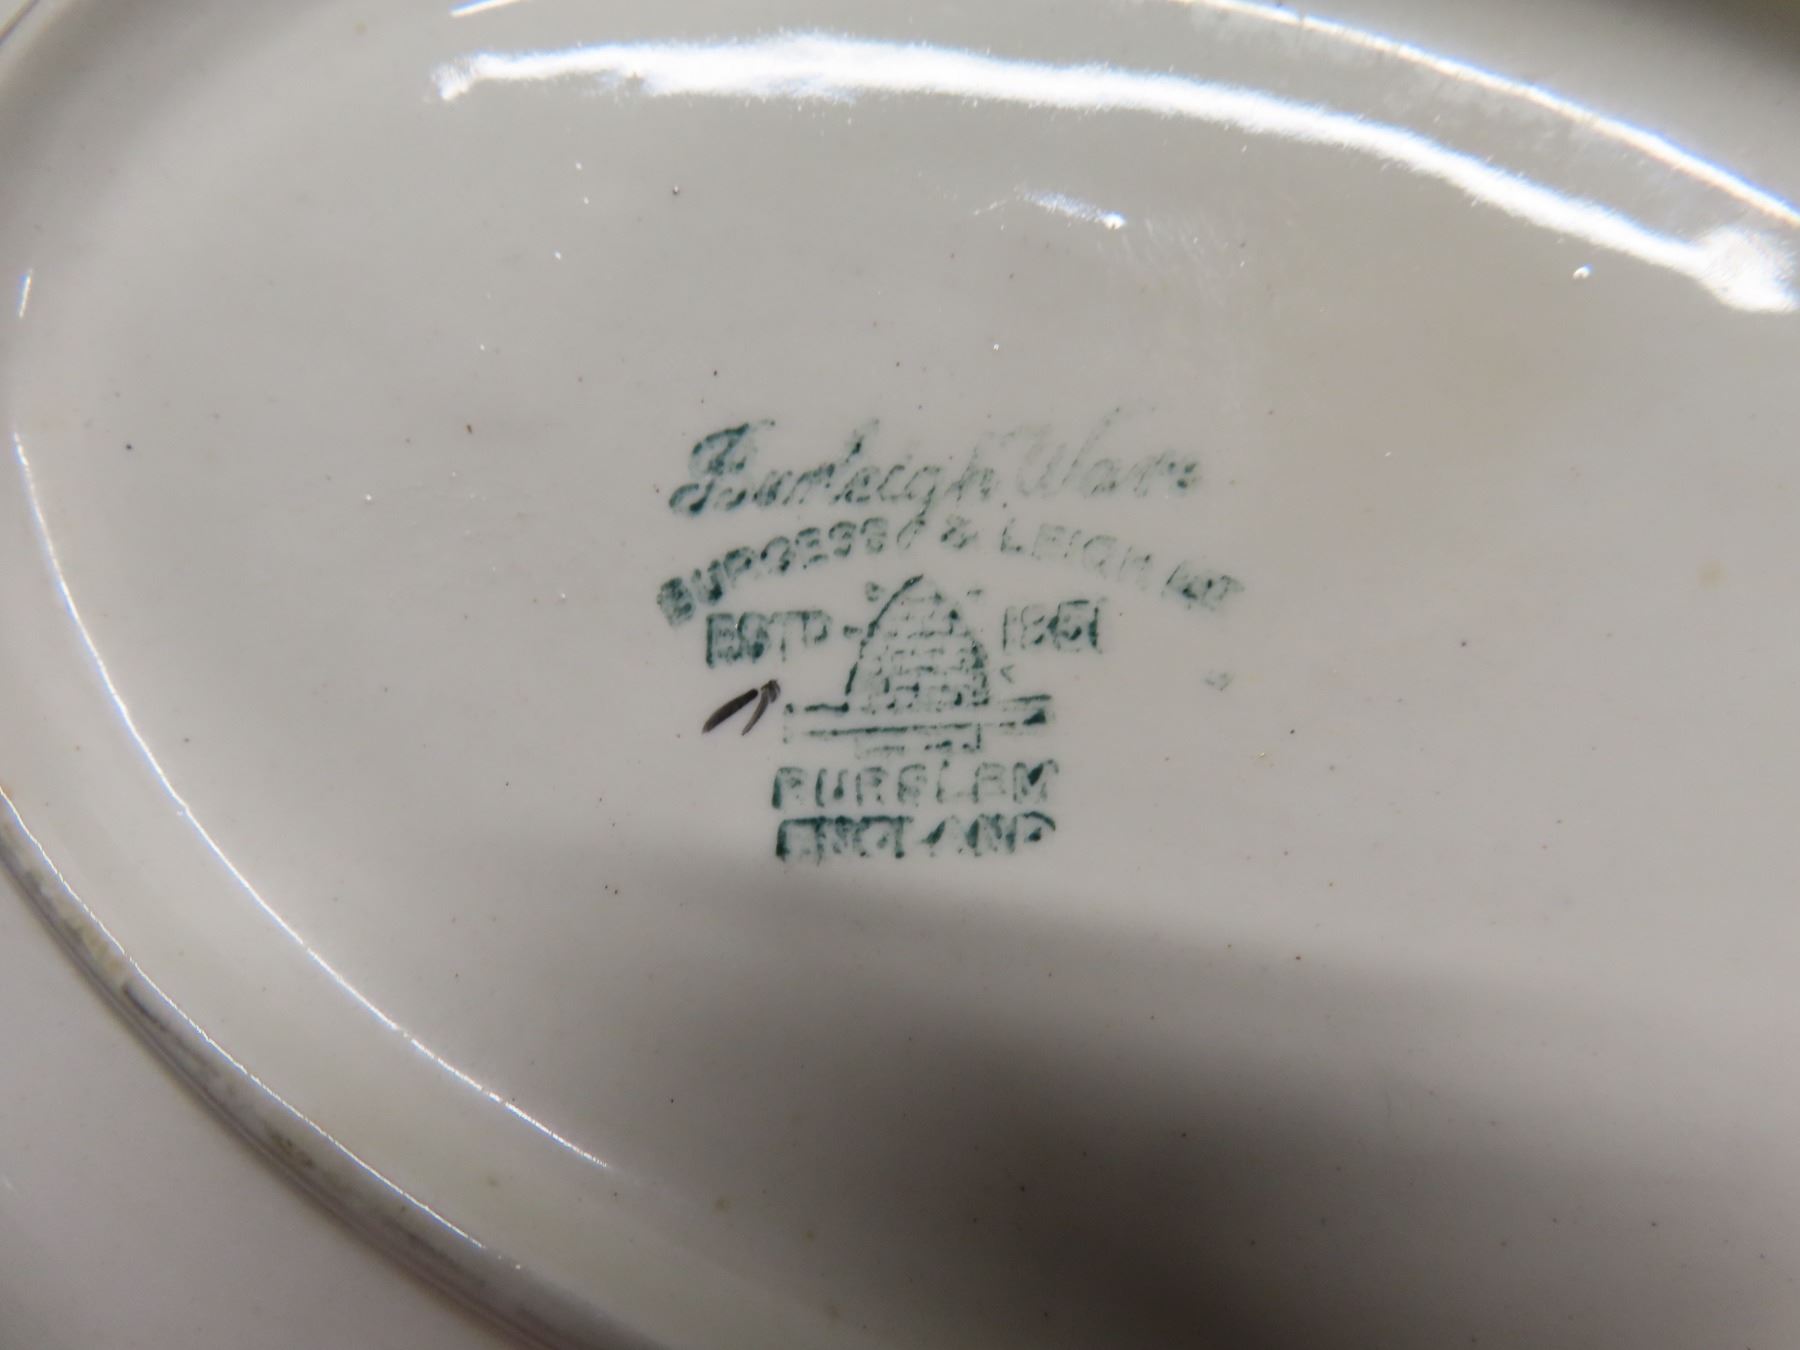 Burleigh Ware
BURGESS & LEIGH LTD
ESTD 1851
BURSLEM
ENGLAND